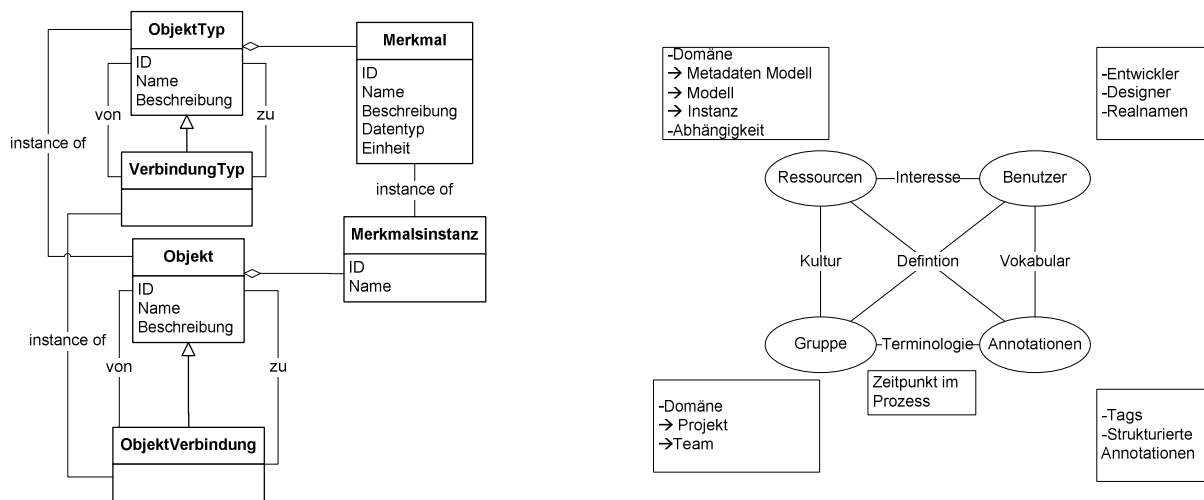 ObjektTyp
ID
Name
Beschreibung
von
zu
instance of
VerbindungTyp
Merkmal
ID
Name
Beschreibung
Datentyp
Einheit
instance of
Merkmalsinstanz
ID
Name
Objekt
ID
Name
Beschreibung
instance of
von
zu
ObjektVerbindung
-Domäne
→ Metadaten Modell
→ Modell
→ Instanz
-Abhängigkeit
-Entwickler
-Designer
-Realnamen
Ressourcen
Interesse
Benutzer
Kultur
Defintion
Vokabular
Gruppe
Terminologie
Annotationen
Zeitpunkt im
Prozess
-Domäne
→ Projekt
→Team
-Tags
-Strukturierte
Annotationen